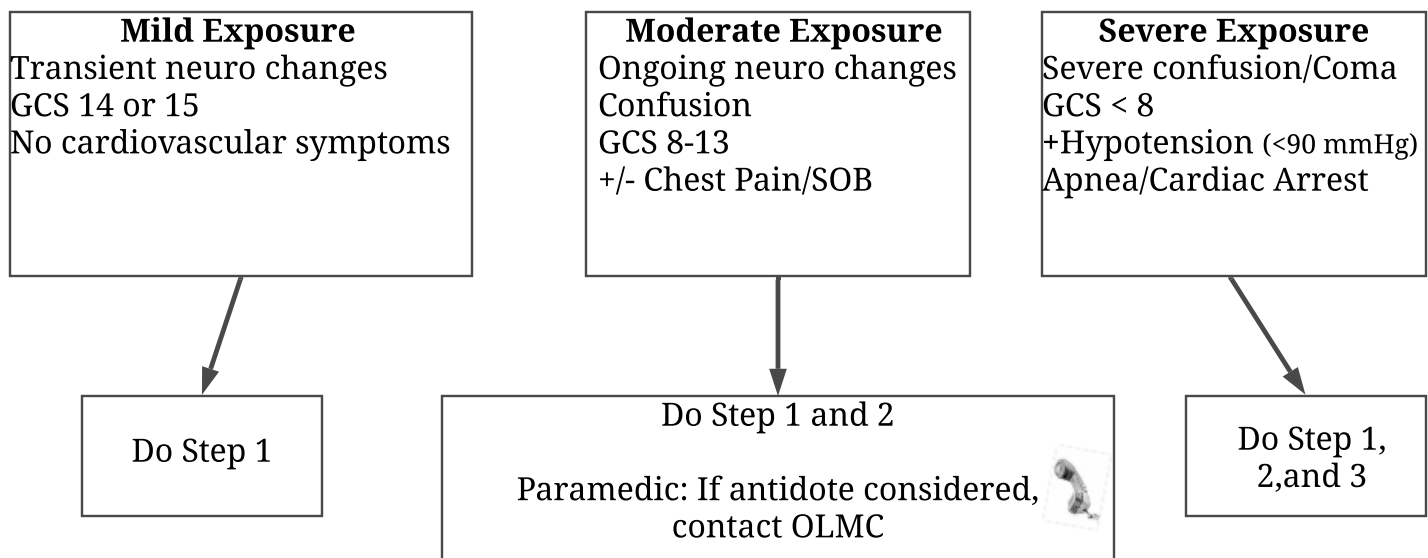 Mild Exposure
Transient neuro changes
GCS 14 or 15
No cardiovascular symptoms
Moderate Exposure
Ongoing neuro changes
Confusion
GCS 8-13
+/- Chest Pain/SOB
Severe Exposure
Severe confusion/Coma
GCS < 8
+Hypotension (<90 mmHg)
Apnea/Cardiac Arrest
Do Step 1
Do Step 1 and 2
Paramedic: If antidote considered,
contact OLMC
Do Step 1,
2,and 3